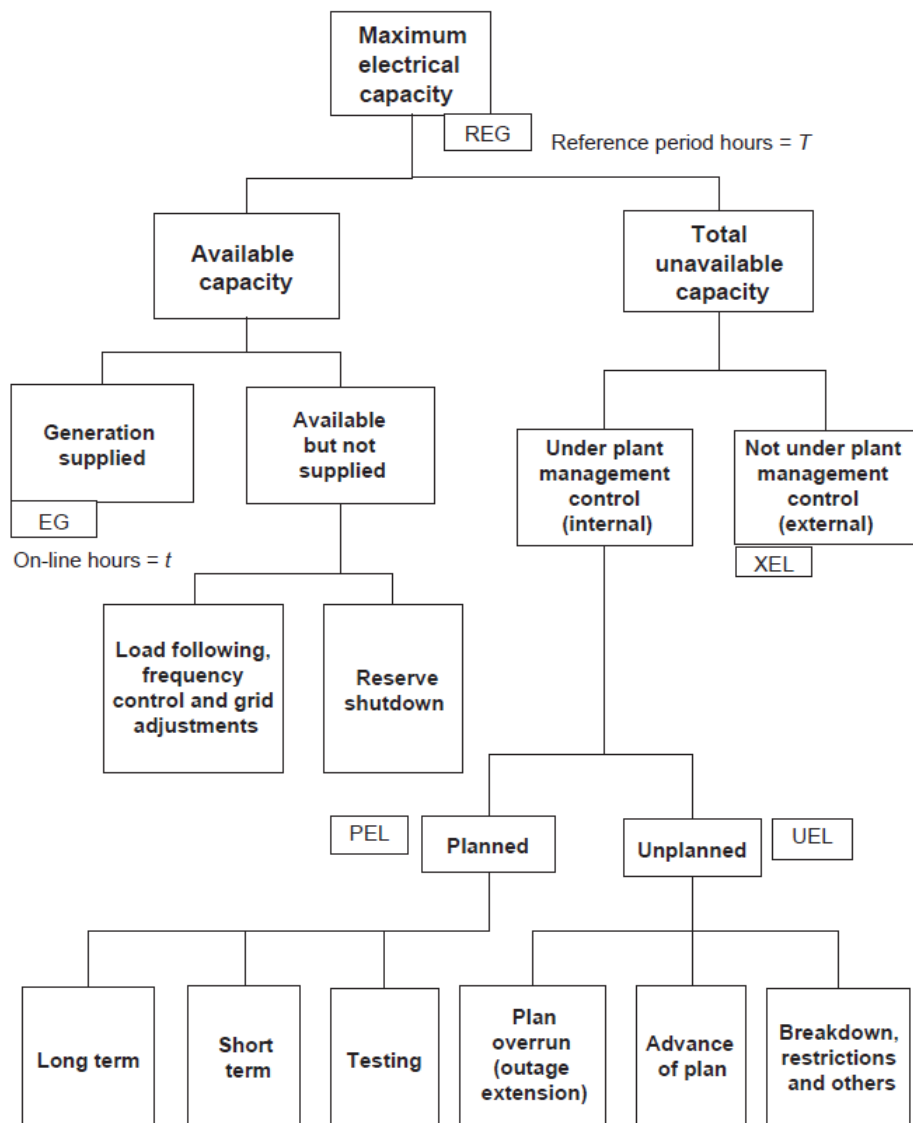 Maximum
electrical
capacity
REG
Reference period hours = T
Available
capacity
Total
unavailable
capacity
Generation
supplied
EG
On-line hours = t
Available
but not
supplied
Under plant
management
control
(internal)
Not under plant
management
control
(external)
XEL
Load following,
frequency
control and grid
adjustments
Reserve
shutdown
PEL
Planned
Unplanned
UEL
Long term
Short
term
Testing
Plan
overrun
(outage
extension)
Advance
of plan
Breakdown,
restrictions
and others